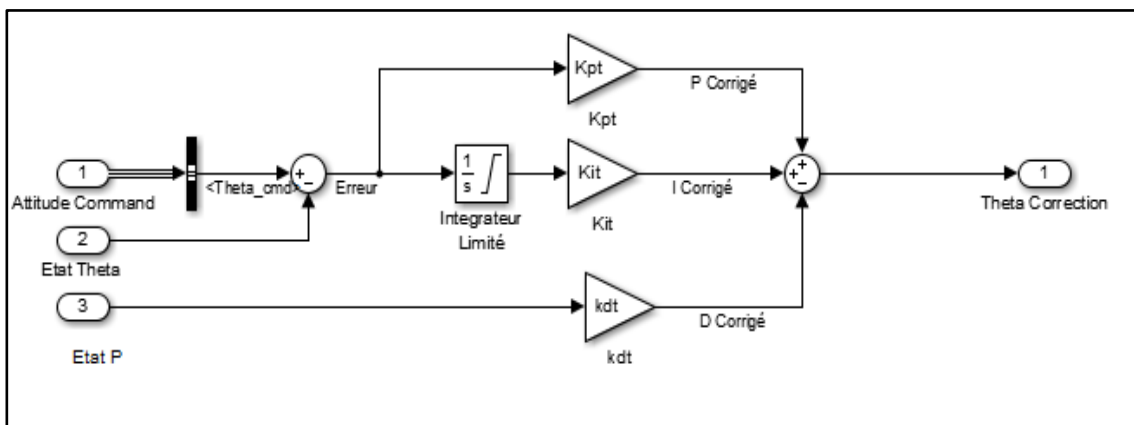 Kpt
P Corrigé
Kpt
1
Attitude Command
<Theta_cmd>
+
−
Erreur
1
s
Integrateur
Limité
Kit
Kit
I Corrigé
+
+
−
1
Theta Correction
2
Etat Theta
3
Etat P
kdt
kdt
D Corrigé